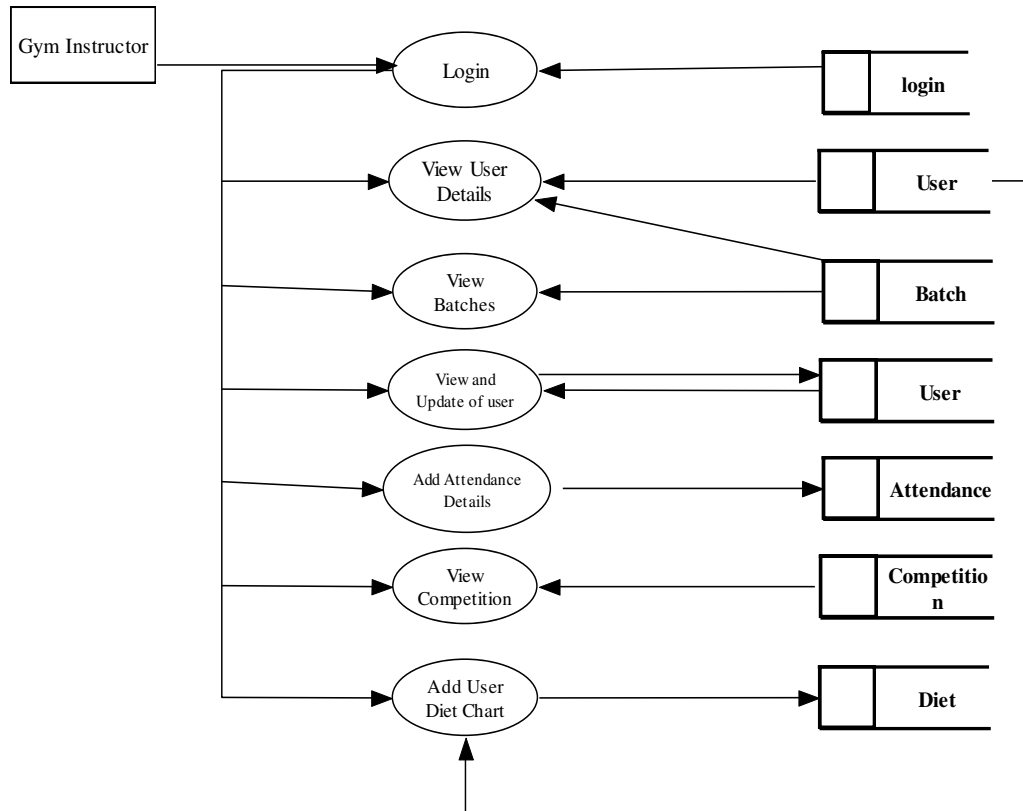 Gym Instructor
Login
login
View User
Details
User
View
Batches
Batch
View and
Update of user
User
Add Attendance
Details
Attendance
View
Competition
Competitio
n
Add User
Diet Chart
Diet